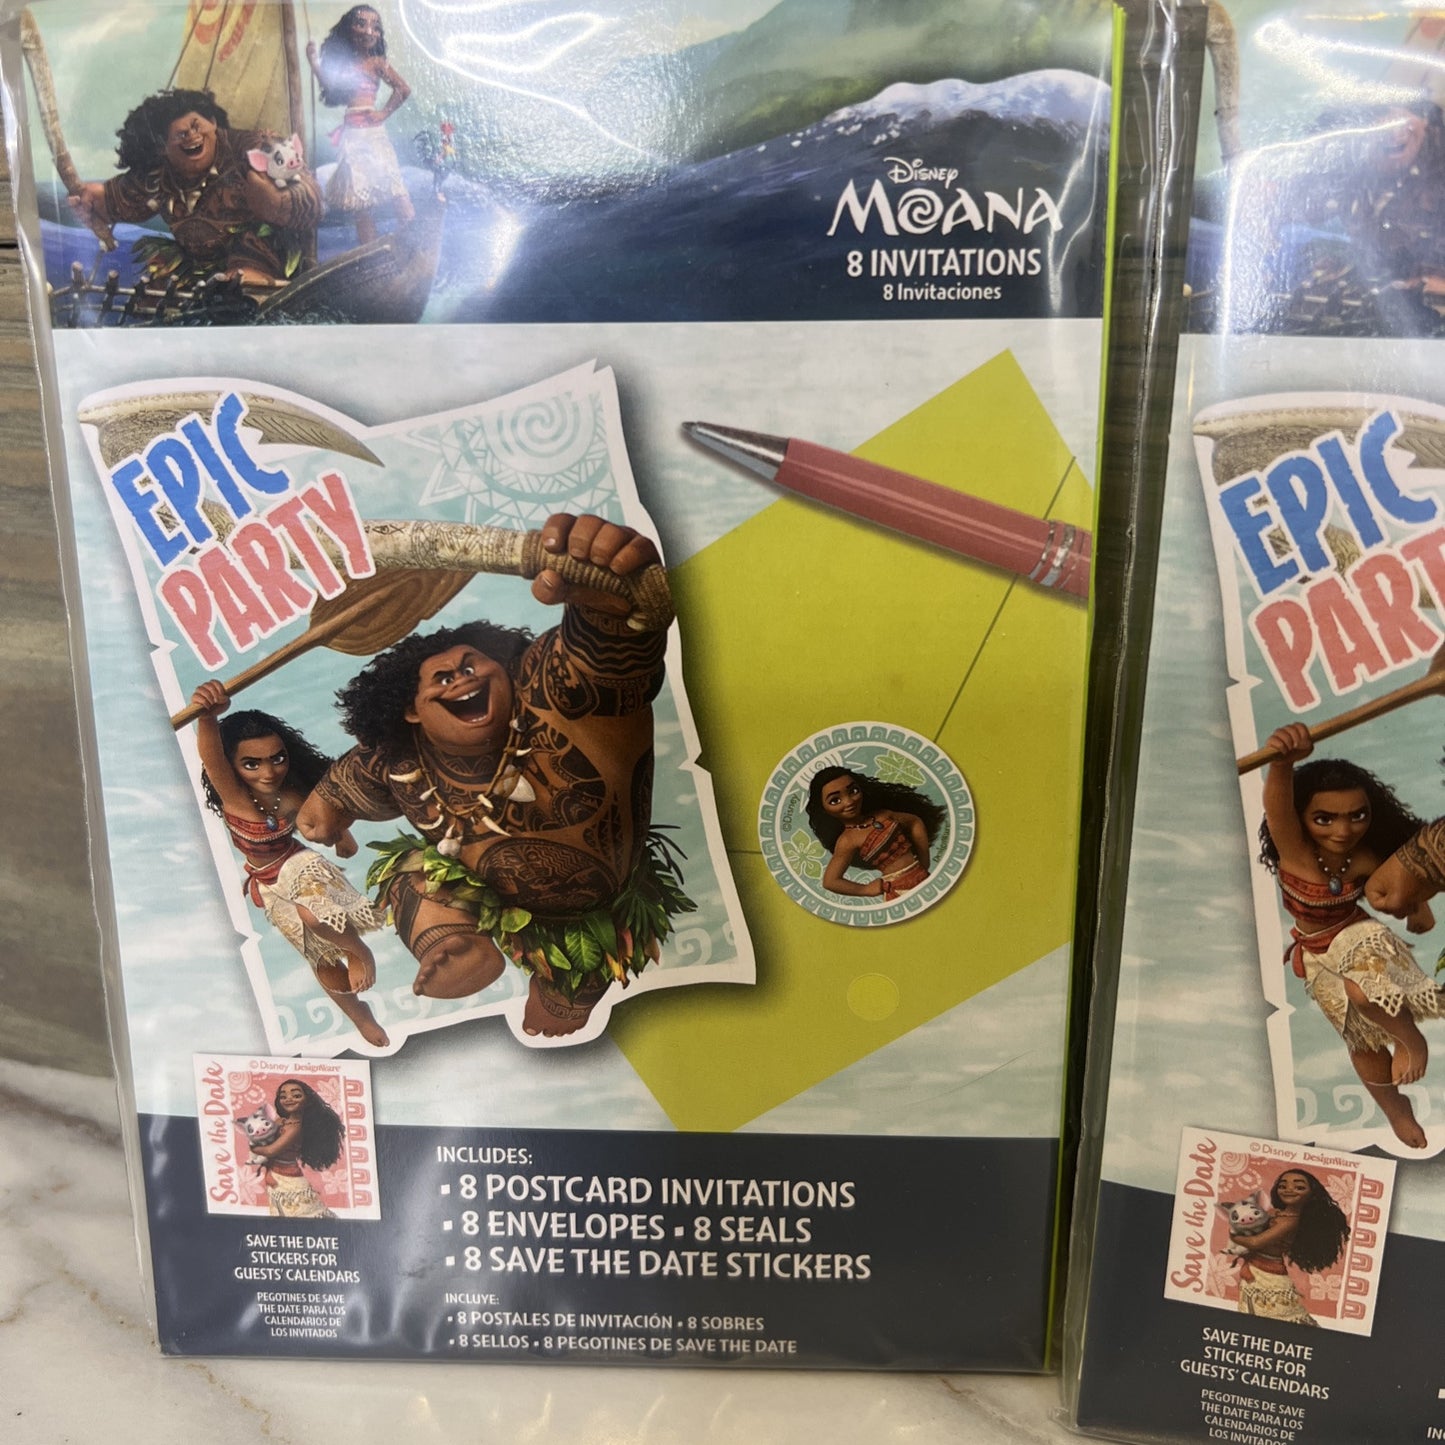 Disney
MOANA
8 INVITATIONS
8 Invitaciones
EPIC
PARTY
©Disney
©Disney DesignWare
Save the Date
INCLUDES:
▪ 8 POSTCARD INVITATIONS
▪ 8 ENVELOPES ▪ 8 SEALS
▪ 8 SAVE THE DATE STICKERS
SAVE THE DATE
STICKERS FOR
GUESTS' CALENDARS
PEGOTINES DE SAVE
THE DATE PARA LOS
CALENDARIOS DE
LOS INVITADOS
INCLUYE:
▪ 8 POSTALES DE INVITACIÓN ▪ 8 SOBRES
▪ 8 SELLOS ▪ 8 PEGOTINES DE SAVE THE DATE
EPIC
PART
©Disney DesignWare
Save the Date
SAVE THE DATE
STICKERS FOR
GUESTS' CALENDARS
PEGOTINES DE SAVE
THE DATE PARA LOS
CALENDARIOS DE
LOS INVITADOS